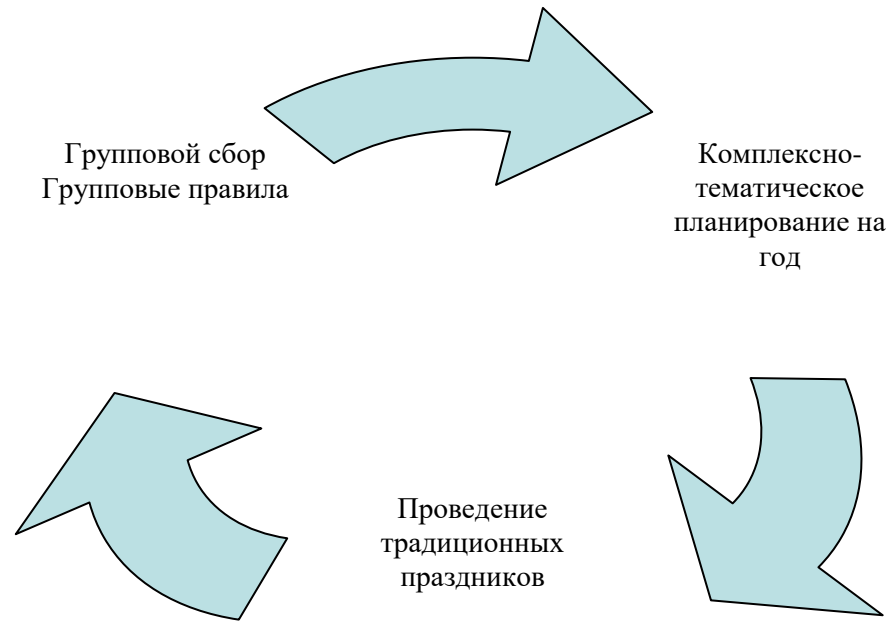 Групповой сбор
Групповые правила
Комплексно-
тематическое
планирование на
год
Проведение
традиционных
праздников